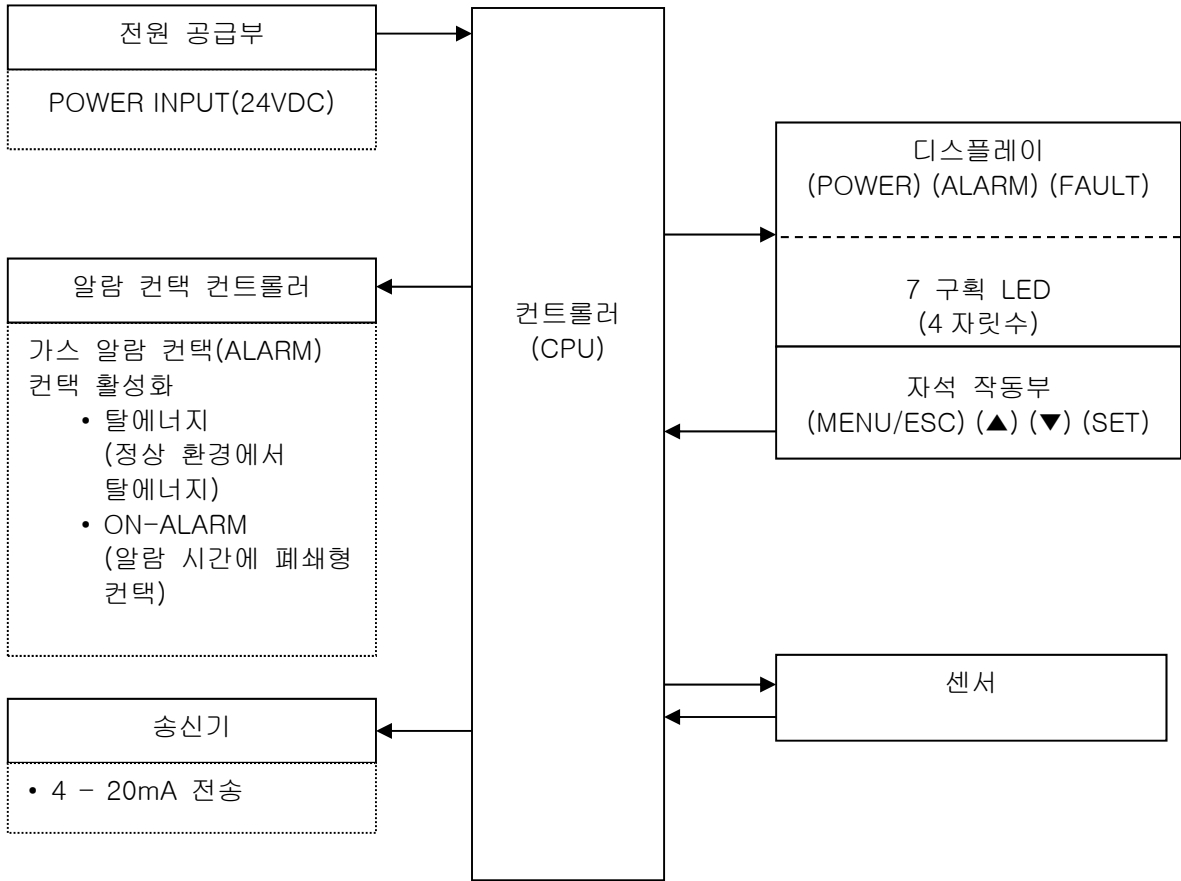 전원 공급부
POWER INPUT(24VDC)
알람 컨택 컨트롤러
가스 알람 컨택(ALARM)
컨택 활성화
• 탈에너지
(정상 환경에서
탈에너지)
• ON-ALARM
(알람 시간에 폐쇄형
컨택)
송신기
• 4 - 20mA 전송
컨트롤러
(CPU)
디스플레이
(POWER) (ALARM) (FAULT)
7 구획 LED
(4 자릿수)
자석 작동부
(MENU/ESC) (▲) (▼) (SET)
센서